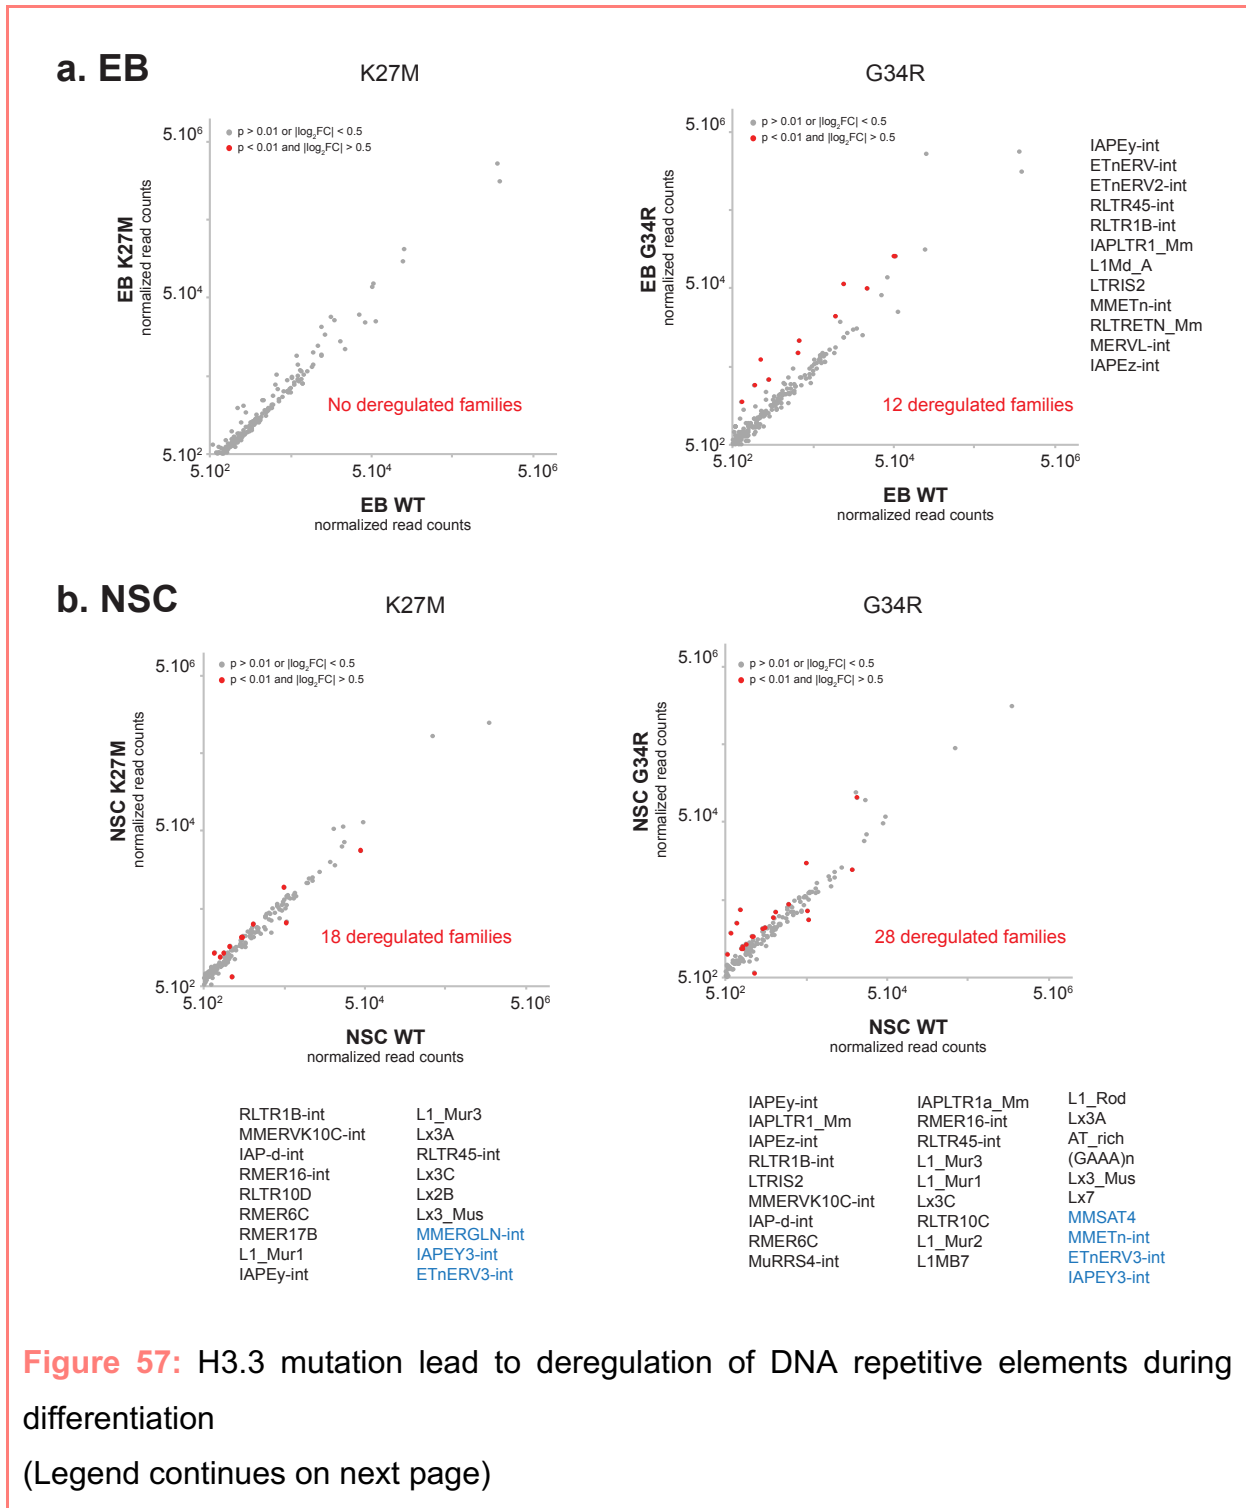 a. EB
K27M
5.10⁶
p > 0.01 or |log₂FC| < 0.5
p < 0.01 and |log₂FC| > 0.5
EB K27M
normalized read counts
5.10⁴
No deregulated families
5.10²
5.10² 5.10⁴ 5.10⁶
EB WT
normalized read counts
G34R
5.10⁶
p > 0.01 or |log₂FC| < 0.5
p < 0.01 and |log₂FC| > 0.5
EB G34R
normalized read counts
5.10⁴
12 deregulated families
5.10²
5.10² 5.10⁴ 5.10⁶
EB WT
normalized read counts
IAPEy-int
ETnERV-int
ETnERV2-int
RLTR45-int
RLTR1B-int
IAPLTR1_Mm
L1Md_A
LTRIS2
MMETn-int
RLTRETN_Mm
MERVL-int
IAPEz-int
b. NSC
K27M
5.10⁶
p > 0.01 or |log₂FC| < 0.5
p < 0.01 and |log₂FC| > 0.5
NSC K27M
normalized read counts
5.10⁴
18 deregulated families
5.10²
5.10² 5.10⁴ 5.10⁶
NSC WT
normalized read counts
RLTR1B-int
MMERVK10C-int
IAP-d-int
RMER16-int
RLTR10D
RMER6C
RMER17B
L1_Mur1
IAPEy-int
L1_Mur3
Lx3A
RLTR45-int
Lx3C
Lx2B
Lx3_Mus
MMERGLN-int
IAPEY3-int
ETnERV3-int
G34R
5.10⁶
p > 0.01 or |log₂FC| < 0.5
p < 0.01 and |log₂FC| > 0.5
NSC G34R
normalized read counts
5.10⁴
28 deregulated families
5.10²
5.10² 5.10⁴ 5.10⁶
NSC WT
normalized read counts
IAPEy-int
IAPLTR1_Mm
IAPEz-int
RLTR1B-int
LTRIS2
MMERVK10C-int
IAP-d-int
RMER6C
MuRRS4-int
IAPLTR1a_Mm
RMER16-int
RLTR45-int
L1_Mur3
L1_Mur1
Lx3C
RLTR10C
L1_Mur2
L1MB7
L1_Rod
Lx3A
AT_rich
(GAAA)n
Lx3_Mus
Lx7
MMSAT4
MMETn-int
ETnERV3-int
IAPEY3-int
Figure 57: H3.3 mutation lead to deregulation of DNA repetitive elements during
differentiation
(Legend continues on next page)